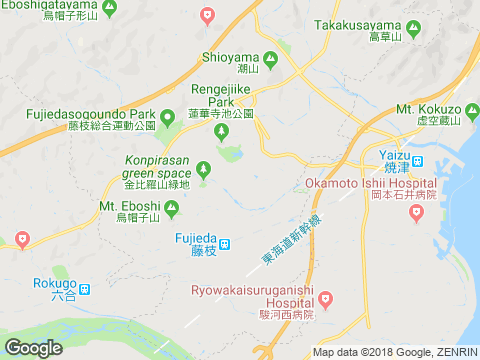 Eboshigatayama
烏帽子形山
Takakusayama
高草山
Shioyama
潮山
Rengejiike
Park
蓮華寺池公園
Fujiedasogoundo Park
藤枝総合運動公園
Mt. Kokuzo
虚空蔵山
Konpirasan
green space
金比羅山緑地
Yaizu
焼津
Okamoto Ishii Hospital
岡本石井病院
Mt. Eboshi
烏帽子山
東海道新幹線
Fujieda
藤枝
Rokugo
六合
Ryowakaisuruganishi
Hospital
駿河西病院
Google
Map data ©2018 Google, ZENRIN